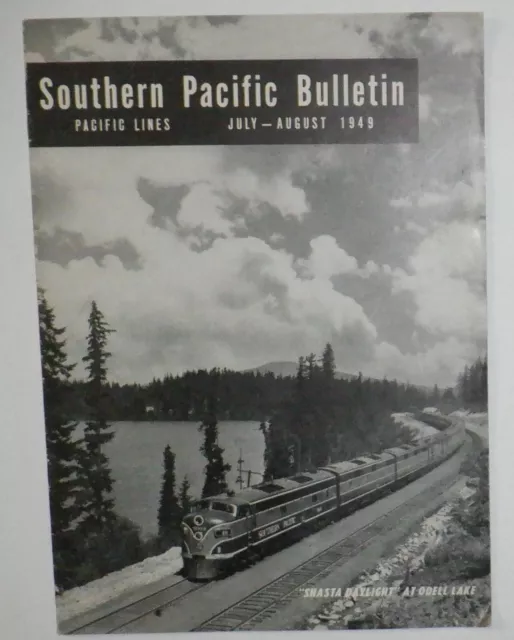 Southern Pacific Bulletin
PACIFIC LINES JULY — AUGUST 1949
SOUTHERN PACIFIC
"SHASTA DAYLIGHT" AT ODELL LAKE